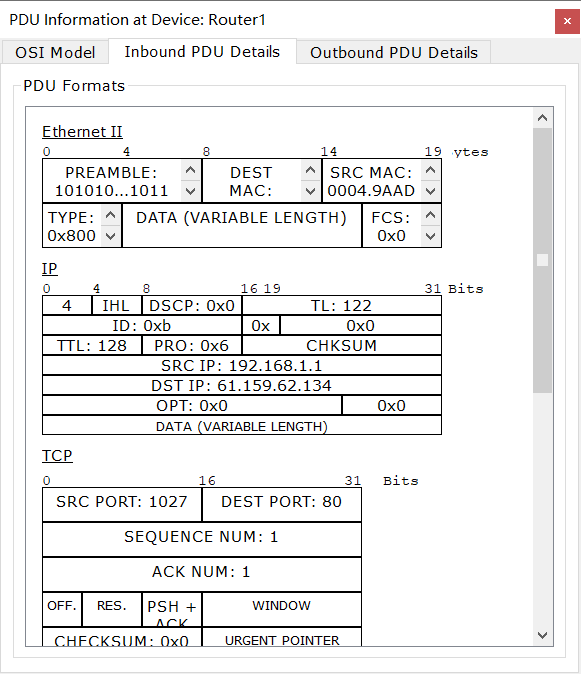 PDU Information at Device: Router1
×
OSI Model Inbound PDU Details Outbound PDU Details
PDU Formats
Ethernet II
0 4 8 14 19 ytes
PREAMBLE: DEST SRC MAC:
101010...1011 MAC: 0004.9AAD
TYPE: DATA (VARIABLE LENGTH) FCS:
0x800 0x0
IP
0 4 8 16 19 31 Bits
4 IHL DSCP: 0x0 TL: 122
ID: 0xb 0x 0x0
TTL: 128 PRO: 0x6 CHKSUM
SRC IP: 192.168.1.1
DST IP: 61.159.62.134
OPT: 0x0 0x0
DATA (VARIABLE LENGTH)
TCP
0 16 31 Bits
SRC PORT: 1027 DEST PORT: 80
SEQUENCE NUM: 1
ACK NUM: 1
OFF. RES. PSH + WINDOW
ACK
CHECKSUM: 0x0 URGENT POINTER